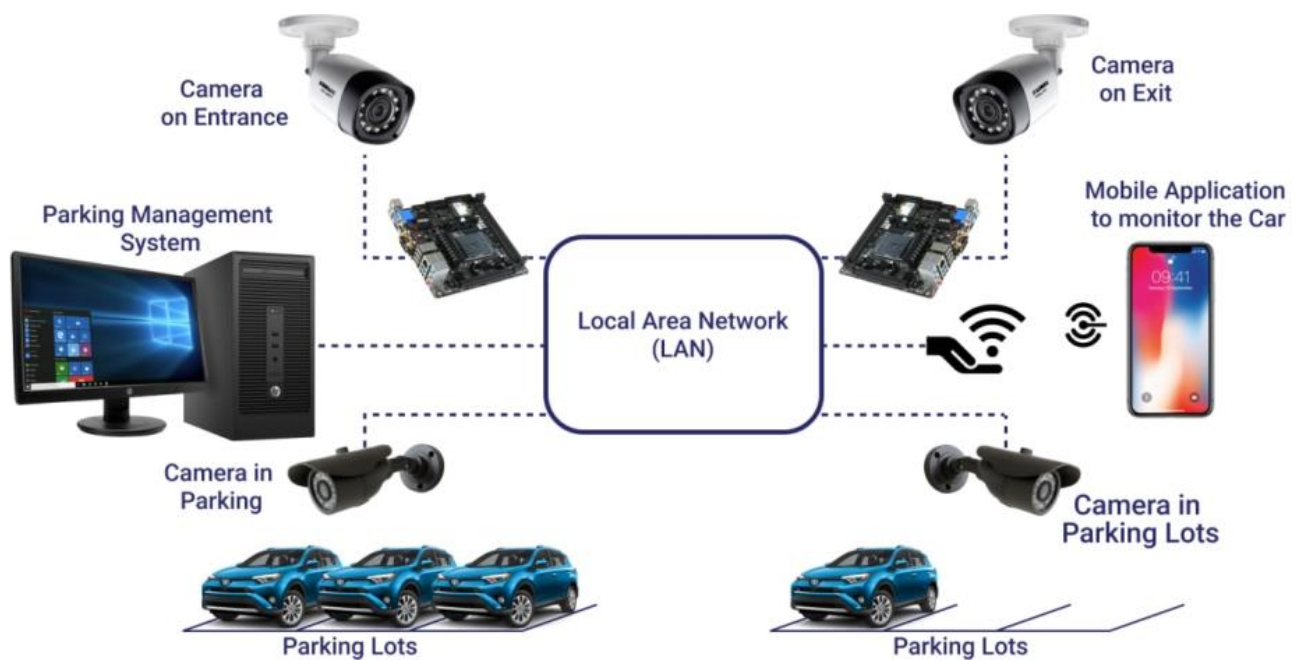 Camera
on Entrance
Camera
on Exit
Parking Management
System
Mobile Application
to monitor the Car
09:41
Local Area Network
(LAN)
Camera in
Parking
Camera in
Parking Lots
Parking Lots
Parking Lots